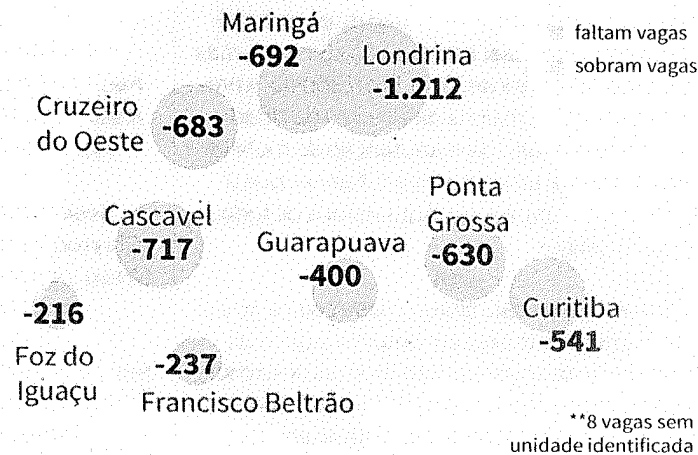 Maringá
-692
Londrina
-1.212
faltam vagas
sobram vagas
Cruzeiro
do Oeste
-683
Cascavel
-717
Guarapuava
-400
Ponta
Grossa
-630
Curitiba
-541
-216
Foz do
Iguaçu
-237
Francisco Beltrão
**8 vagas sem
unidade identificada